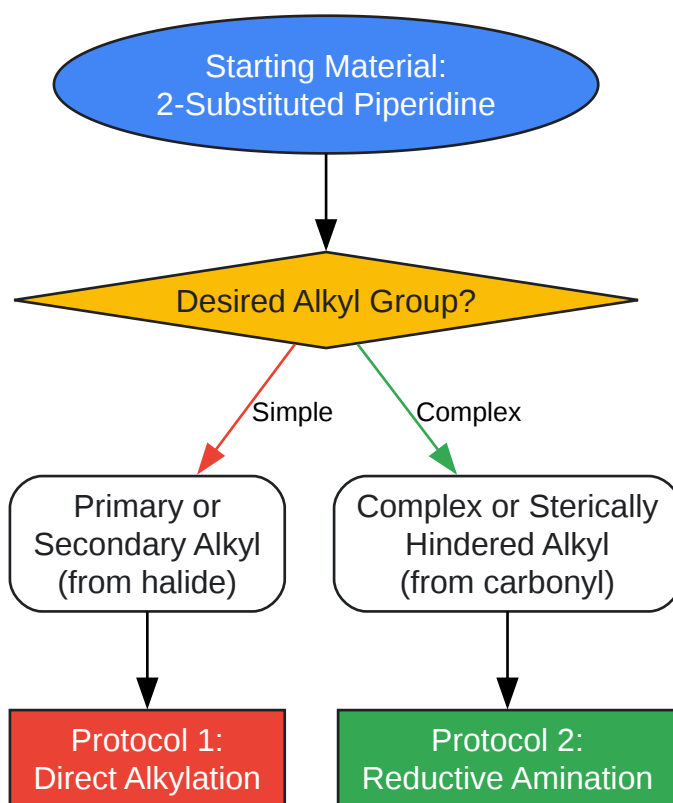 Starting Material:
2-Substituted Piperidine
Desired Alkyl Group?
Simple
Complex
Primary or
Secondary Alkyl
(from halide)
Complex or Sterically
Hindered Alkyl
(from carbonyl)
Protocol 1:
Direct Alkylation
Protocol 2:
Reductive Amination